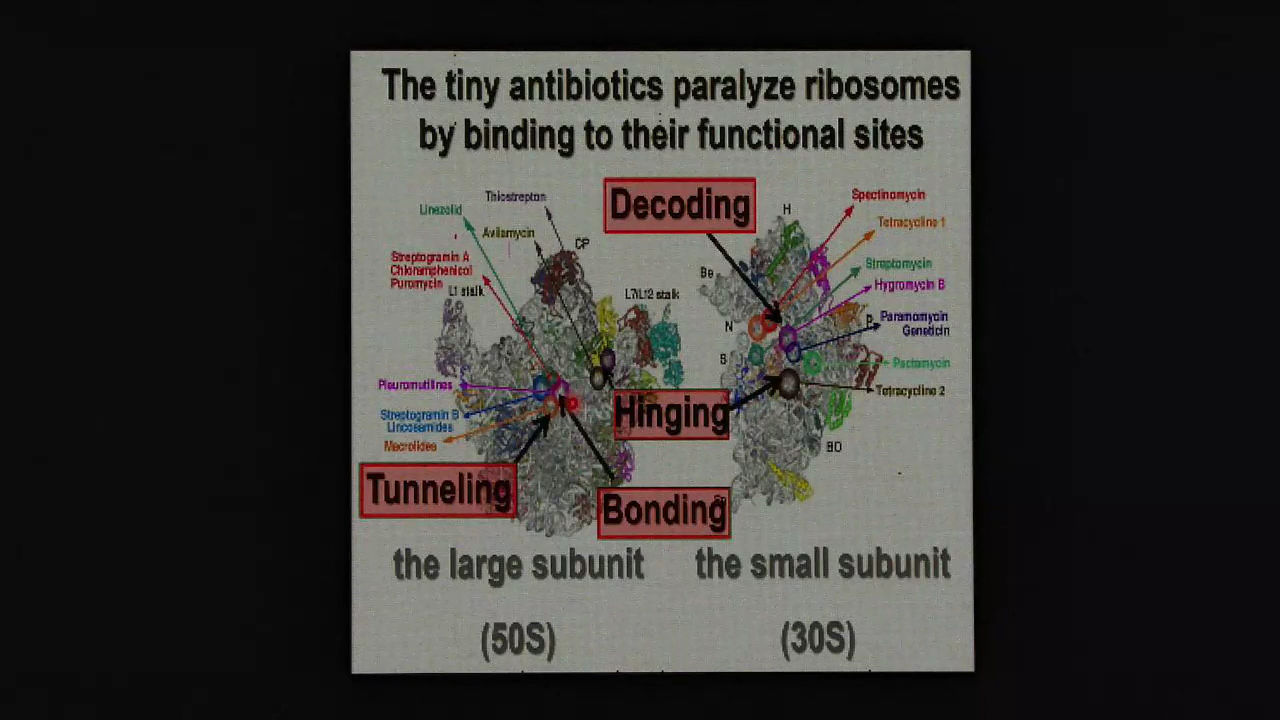 The tiny antibiotics paralyze ribosomes
by binding to their functional sites
Decoding
Thiostrepton
Linezolid
Avilamycin
CP
Streptogramin A
Chloramphenicol
Puromycin
L1 stalk
L7/L12 stalk
Pleuromutilines
Streptogramin B
Lincosamides
Macrolides
Tunneling
Hinging
Bonding
H
Be
N
S
P
BO
Spectinomycin
Tetracycline 1
Streptomycin
Hygromycin B
Paromomycin
Geneticin
Pactamycin
Tetracycline 2
the large subunit
(50S)
the small subunit
(30S)